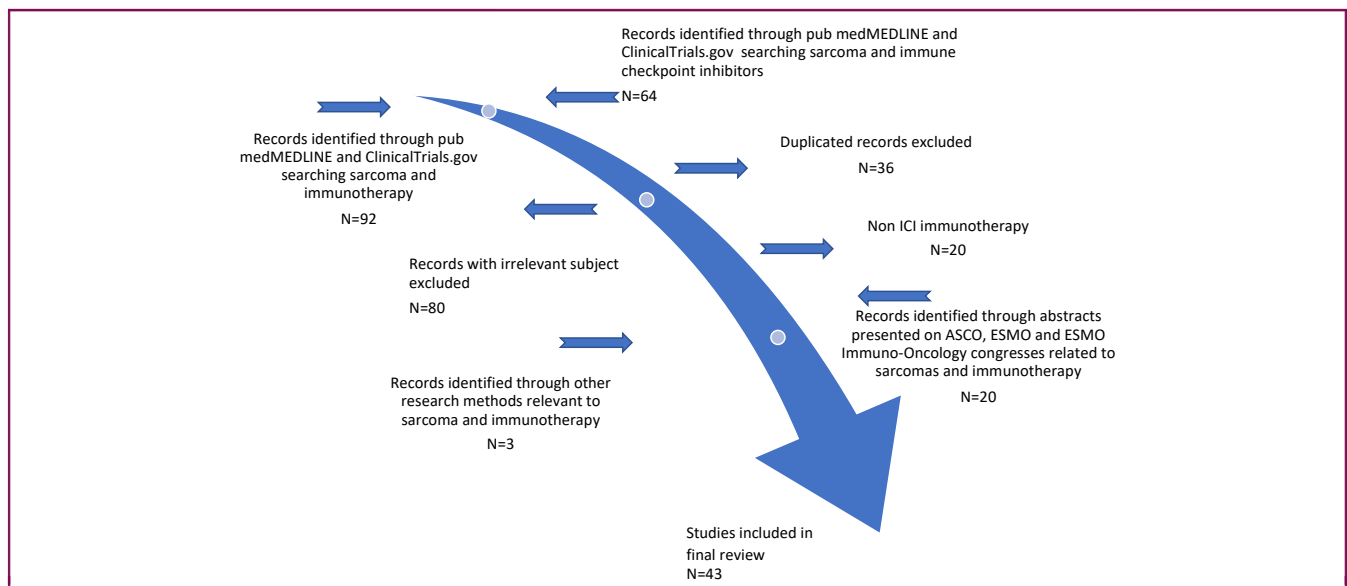 Records identified through pub medMEDLINE and
ClinicalTrials.gov searching sarcoma and immune
checkpoint inhibitors
N=64
Records identified through pub
medMEDLINE and ClinicalTrials.gov
searching sarcoma and
immunotherapy
N=92
Duplicated records excluded
N=36
Non ICI immunotherapy
N=20
Records with irrelevant subject
excluded
N=80
Records identified through abstracts
presented on ASCO, ESMO and ESMO
Immuno-Oncology congresses related to
sarcomas and immunotherapy
N=20
Records identified through other
research methods relevant to
sarcoma and immunotherapy
N=3
Studies included in
final review
N=43